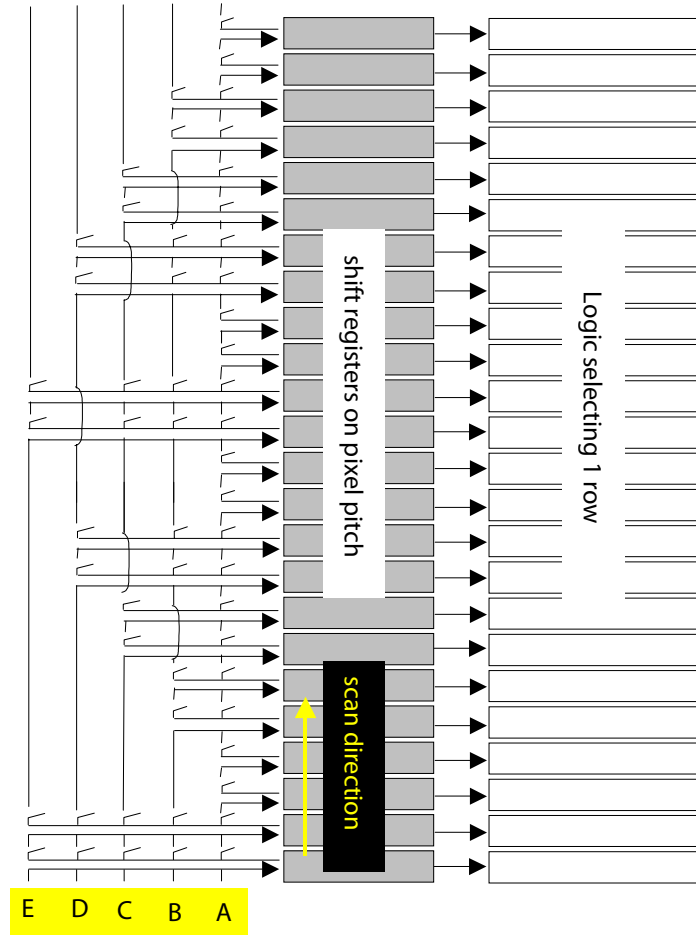 shift registers on pixel pitch
Logic selecting 1 row
scan direction
E D C B A